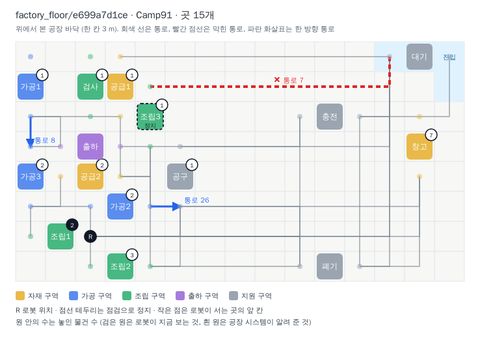 factory_floor/e699a7d1ce · Camp91 · 곳 15개
위에서 본 공장 바닥 (한 칸 3 m). 회색 선은 통로, 빨간 점선은 막힌 통로, 파란 화살표는 한 방향 통로
대기 진입
✕ 통로 7
가공1 1 검사 1 공급1 1
조립3 1 정지 충전
통로 8 출하 창고 7
가공3 2 공급2 2 공구 1
가공2 2 통로 26
조립1 2 R
조립2 3 폐기
자재 구역 가공 구역 조립 구역 출하 구역 지원 구역
R 로봇 위치 · 점선 테두리는 점검으로 정지 · 작은 점은 로봇이 서는 곳의 앞 칸
원 안의 수는 놓인 물건 수 (검은 원은 로봇이 지금 보는 것, 흰 원은 공장 시스템이 알려 준 것)